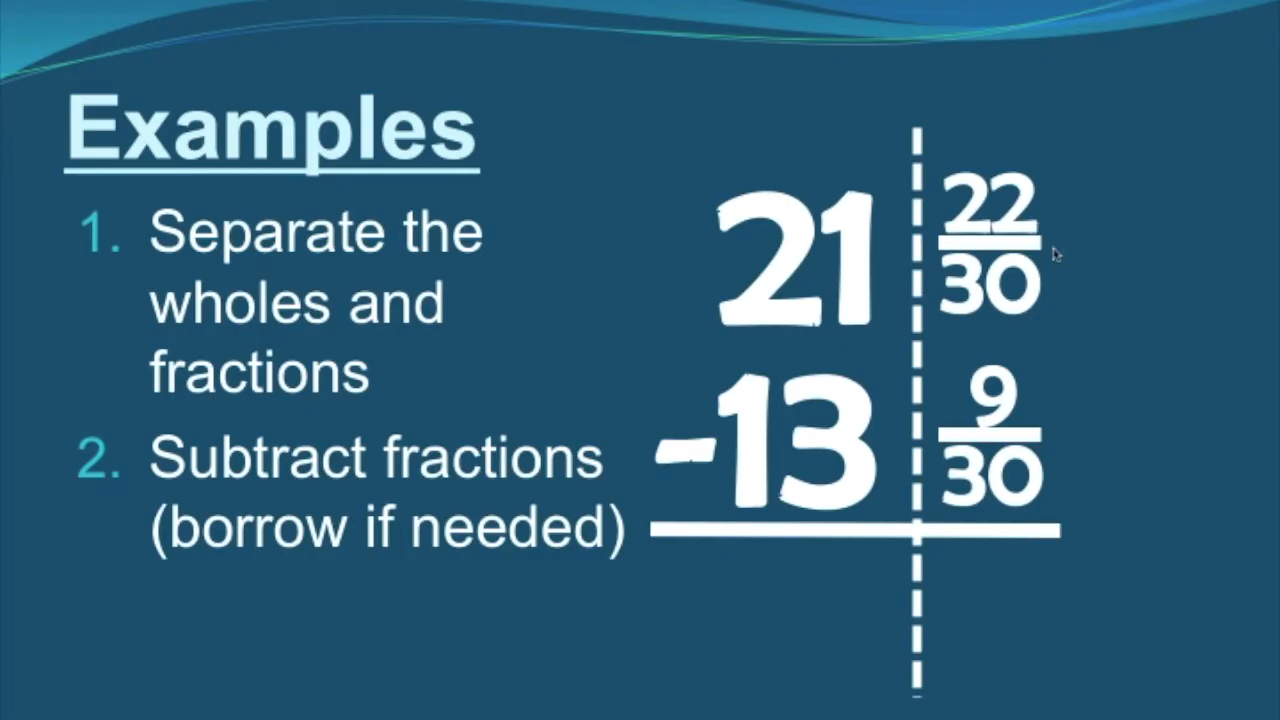 Examples
1. Separate the
wholes and
fractions
2. Subtract fractions
(borrow if needed)
21 22/30
-13 9/30